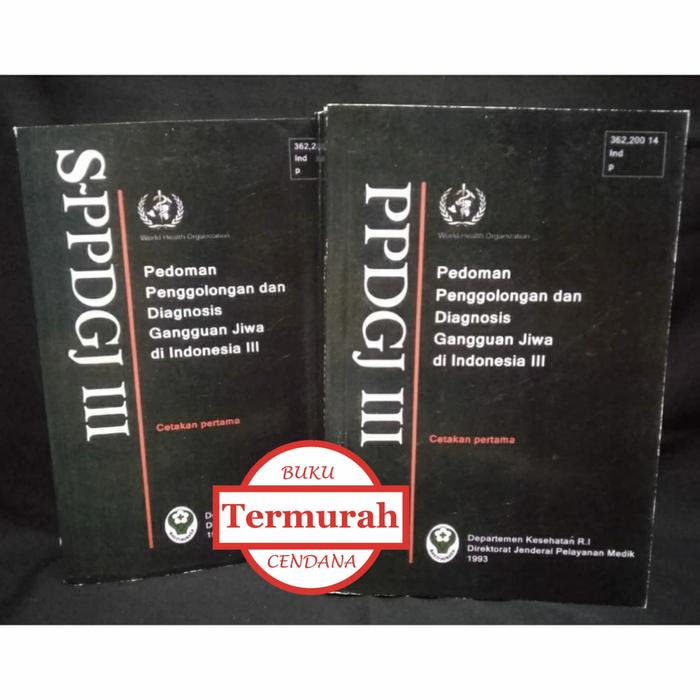 S-PPDGJ III
362,2
Ind
P
World Health Organization
Pedoman
Penggolongan dan
Diagnosis
Gangguan Jiwa
di Indonesia III
Cetakan pertama
PPDGJ III
362,200 14
Ind
P
World Health Organization
Pedoman
Penggolongan dan
Diagnosis
Gangguan Jiwa
di Indonesia III
Cetakan pertama
Departemen Kesehatan R.I
Direktorat Jenderal Pelayanan Medik
1993
BUKU
Termurah
CENDANA